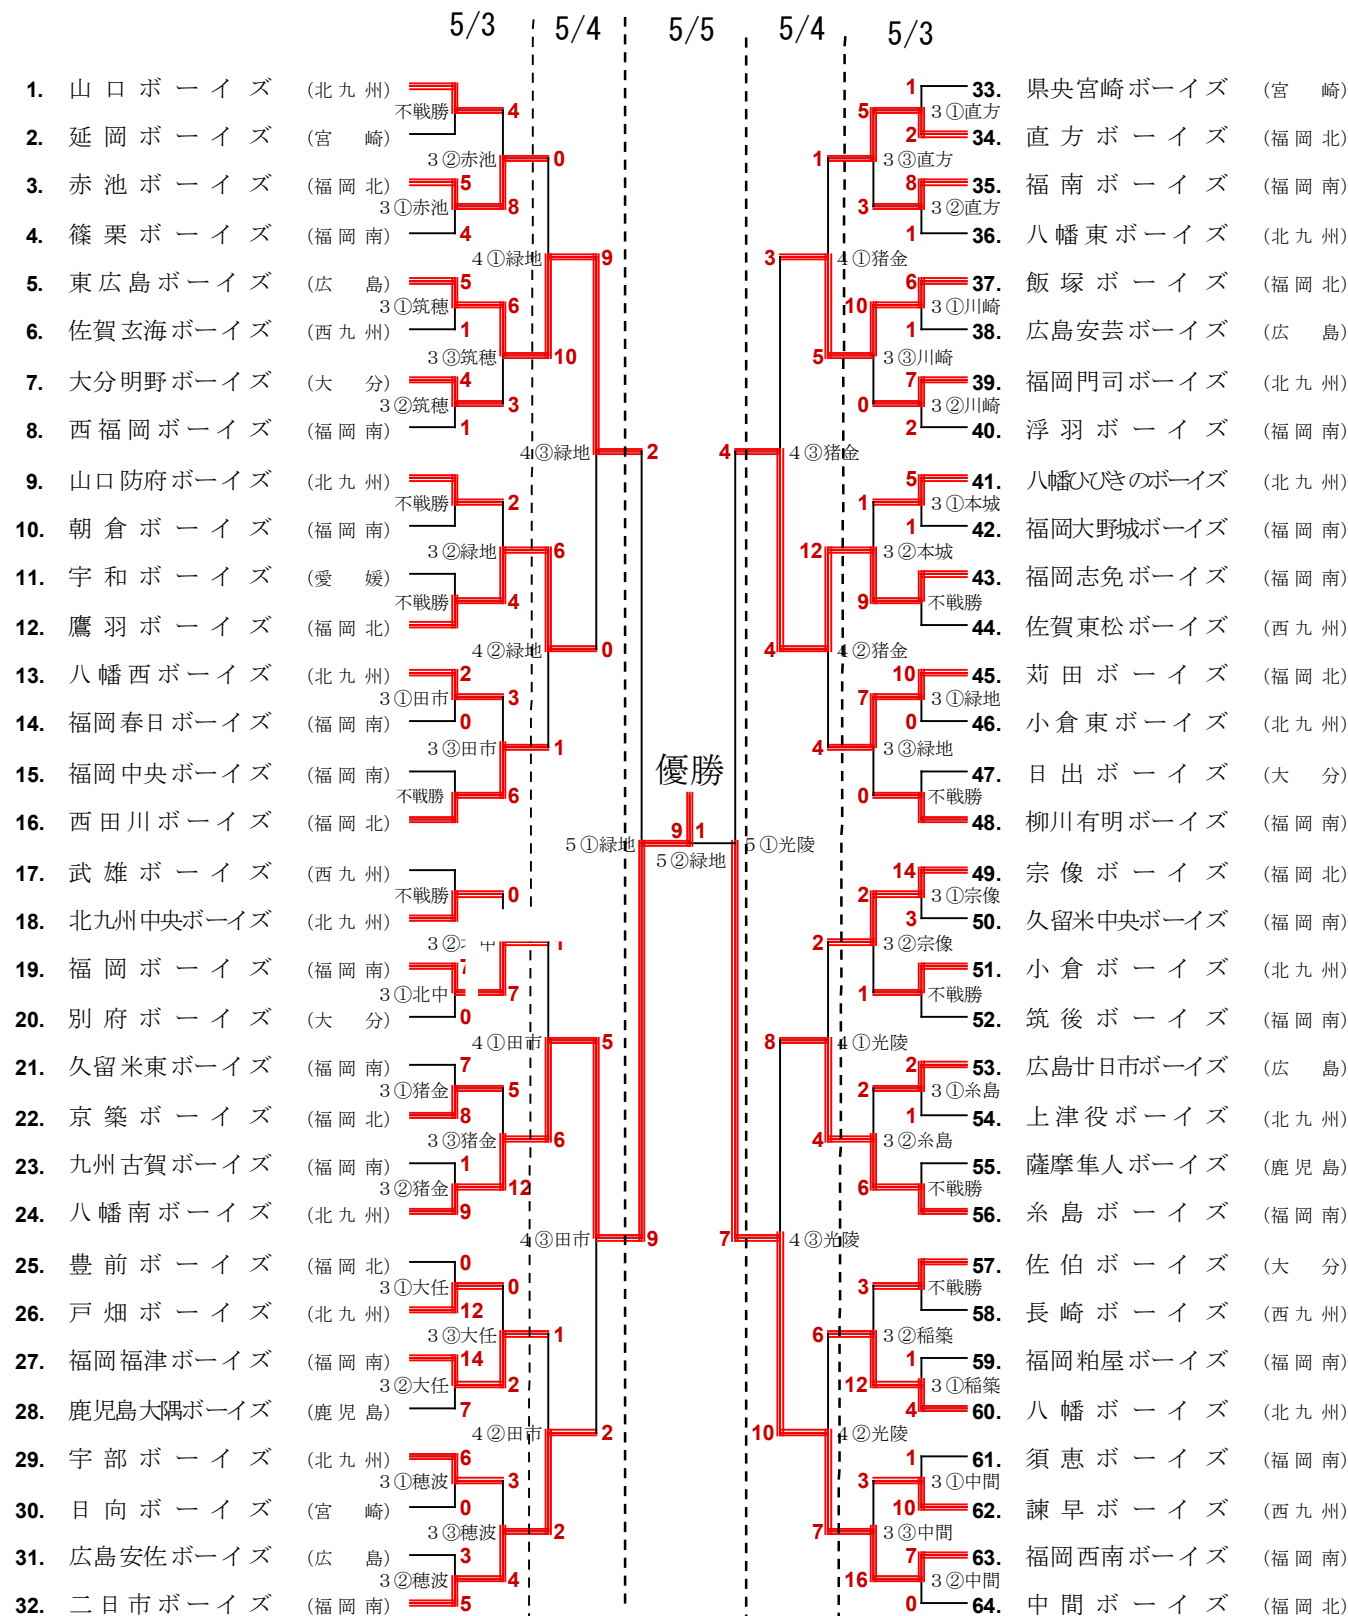 5/3 5/4 5/5 5/4 5/3
1. 山口ボーイズ (北九州) 1 33. 県央宮崎ボーイズ (宮崎)
不戦勝 4 5 3①直方
2. 延岡ボーイズ (宮崎) 2 34. 直方ボーイズ (福岡北)
3②赤池 0 1 3③直方
3. 赤池ボーイズ (福岡北) 5 8 35. 福南ボーイズ (福岡南)
3①赤池 8 3 3②直方
4. 篠栗ボーイズ (福岡南) 4 1 36. 八幡東ボーイズ (北九州)
4①緑地 9 3 4①猪金
5. 東広島ボーイズ (広島) 5 6 37. 飯塚ボーイズ (福岡北)
3①筑穂 6 10 3①川崎
6. 佐賀玄海ボーイズ (西九州) 1 1 38. 広島安芸ボーイズ (広島)
3③筑穂 10 5 3③川崎
7. 大分明野ボーイズ (大分) 4 7 39. 福岡門司ボーイズ (北九州)
3②筑穂 3 0 3②川崎
8. 西福岡ボーイズ (福岡南) 1 2 40. 浮羽ボーイズ (福岡南)
4③緑地 2 4 4③猪金
9. 山口防府ボーイズ (北九州) 5 41. 八幡ひびきのボーイズ (北九州)
不戦勝 2 1 3①本城
10. 朝倉ボーイズ (福岡南) 1 42. 福岡大野城ボーイズ (福岡南)
3②緑地 6 12 3②本城
11. 宇和ボーイズ (愛媛) 43. 福岡志免ボーイズ (福岡南)
不戦勝 4 9 不戦勝
12. 鷹羽ボーイズ (福岡北) 44. 佐賀東松ボーイズ (西九州)
4②緑地 0 4 4②猪金
13. 八幡西ボーイズ (北九州) 2 10 45. 苅田ボーイズ (福岡北)
3①田市 3 7 3①緑地
14. 福岡春日ボーイズ (福岡南) 0 0 46. 小倉東ボーイズ (北九州)
3③田市 1 4 3③緑地
15. 福岡中央ボーイズ (福岡南) 優勝 47. 日出ボーイズ (大分)
不戦勝 6 0 不戦勝
16. 西田川ボーイズ (福岡北) 48. 柳川有明ボーイズ (福岡南)
5①緑地 9 1 5①光陵
5②緑地
17. 武雄ボーイズ (西九州) 14 49. 宗像ボーイズ (福岡北)
不戦勝 0 2 3①宗像
18. 北九州中央ボーイズ (北九州) 3 50. 久留米中央ボーイズ (福岡南)
3② 中 2 3②宗像
19. 福岡ボーイズ (福岡南) 7 51. 小倉ボーイズ (北九州)
3①北中 7 1 不戦勝
20. 別府ボーイズ (大分) 0 52. 筑後ボーイズ (福岡南)
4①田市 5 8 4①光陵
21. 久留米東ボーイズ (福岡南) 7 2 53. 広島廿日市ボーイズ (広島)
3①猪金 5 2 3①糸島
22. 京築ボーイズ (福岡北) 8 1 54. 上津役ボーイズ (北九州)
3③猪金 6 4 3②糸島
23. 九州古賀ボーイズ (福岡南) 1 55. 薩摩隼人ボーイズ (鹿児島)
3②猪金 12 6 不戦勝
24. 八幡南ボーイズ (北九州) 9 56. 糸島ボーイズ (福岡南)
4③田市 9 7 4③光陵
25. 豊前ボーイズ (福岡北) 0 57. 佐伯ボーイズ (大分)
3①大任 0 3 不戦勝
26. 戸畑ボーイズ (北九州) 12 58. 長崎ボーイズ (西九州)
3③大任 1 6 3②稲築
27. 福岡福津ボーイズ (福岡南) 14 1 59. 福岡粕屋ボーイズ (福岡南)
3②大任 2 12 3①稲築
28. 鹿児島大隅ボーイズ (鹿児島) 7 4 60. 八幡ボーイズ (北九州)
4②田市 2 10 4②光陵
29. 宇部ボーイズ (北九州) 6 1 61. 須恵ボーイズ (福岡南)
3①穂波 3 3 3①中間
30. 日向ボーイズ (宮崎) 0 10 62. 諫早ボーイズ (西九州)
3③穂波 2 7 3③中間
31. 広島安佐ボーイズ (広島) 3 7 63. 福岡西南ボーイズ (福岡南)
3②穂波 4 16 3②中間
32. 二日市ボーイズ (福岡南) 5 0 64. 中間ボーイズ (福岡北)